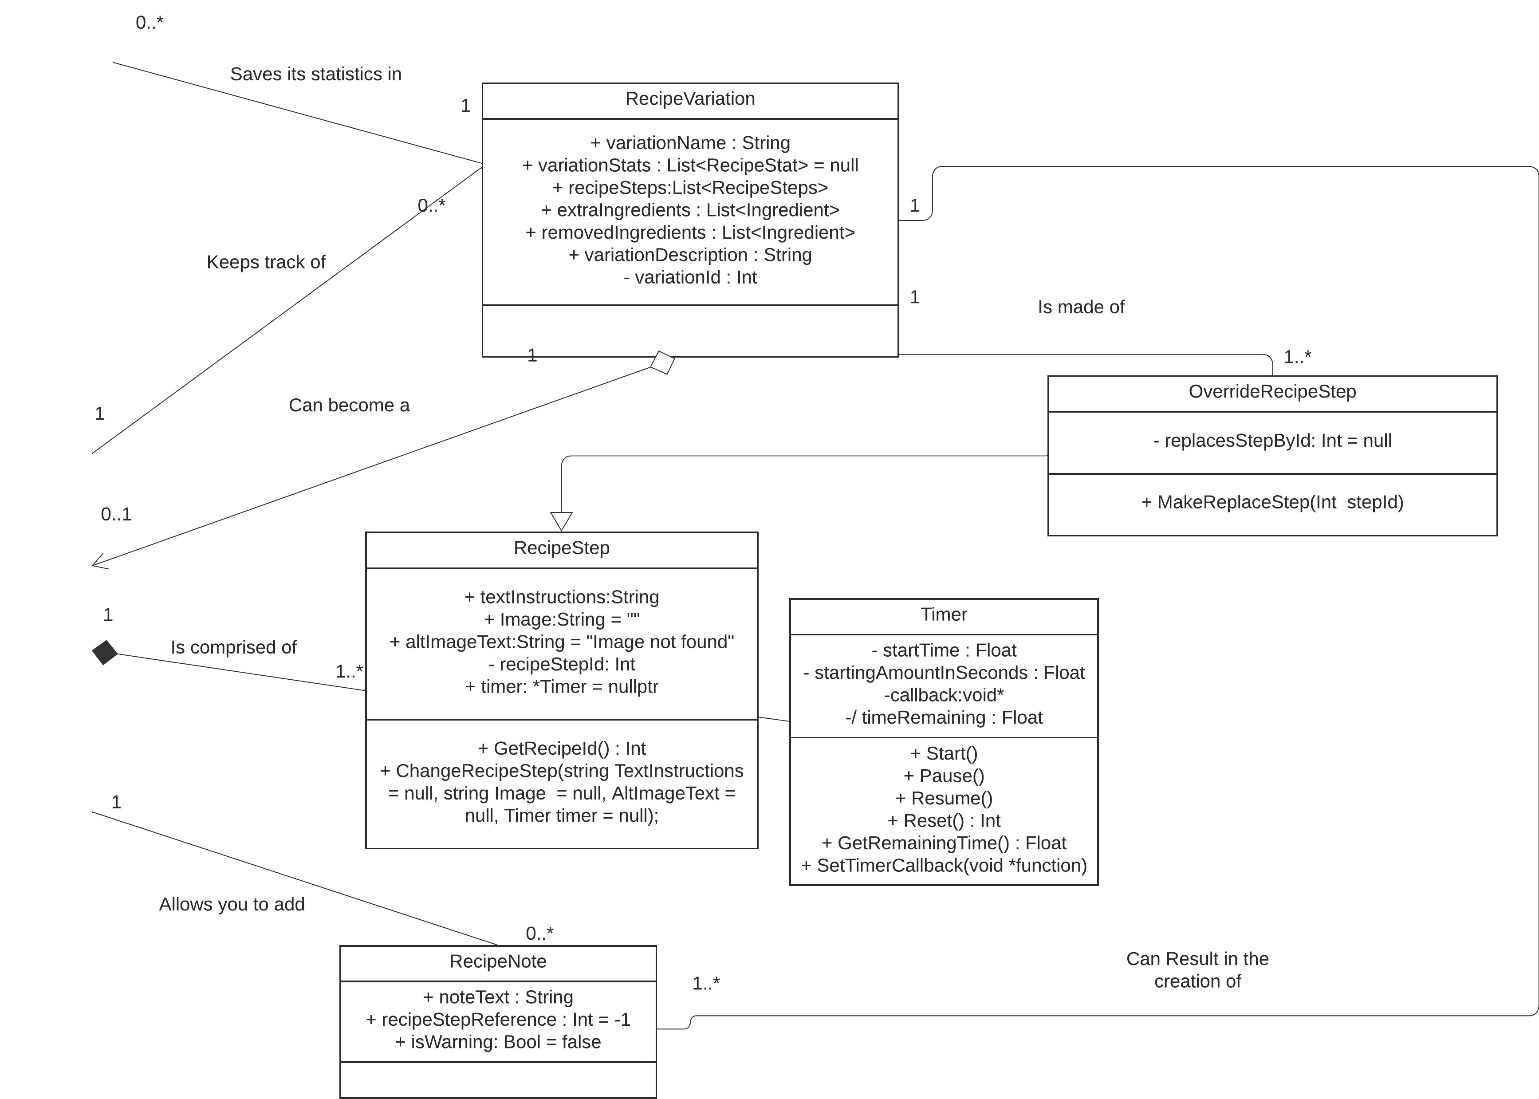 0..*
Saves its statistics in
1
RecipeVariation
+ variationName : String
+ variationStats : List<RecipeStat> = null
+ recipeSteps:List<RecipeSteps>
+ extraIngredients : List<Ingredient>
+ removedIngredients : List<Ingredient>
+ variationDescription : String
- variationId : Int
0..*
1
Keeps track of
1
Is made of
1
1..*
Can become a
1
OverrideRecipeStep
- replacesStepById: Int = null
+ MakeReplaceStep(Int  stepId)
0..1
RecipeStep
+ textInstructions:String
+ Image:String = ""
+ altImageText:String = "Image not found"
- recipeStepId: Int
+ timer: *Timer = nullptr
+ GetRecipeId() : Int
+ ChangeRecipeStep(string TextInstructions
= null, string Image  = null, AltImageText =
null, Timer timer = null);
1
Is comprised of
1..*
Timer
- startTime : Float
- startingAmountInSeconds : Float
-callback:void*
-/ timeRemaining : Float
+ Start()
+ Pause()
+ Resume()
+ Reset() : Int
+ GetRemainingTime() : Float
+ SetTimerCallback(void *function)
1
Allows you to add
0..*
RecipeNote
+ noteText : String
+ recipeStepReference : Int = -1
+ isWarning: Bool = false
1..*
Can Result in the
creation of